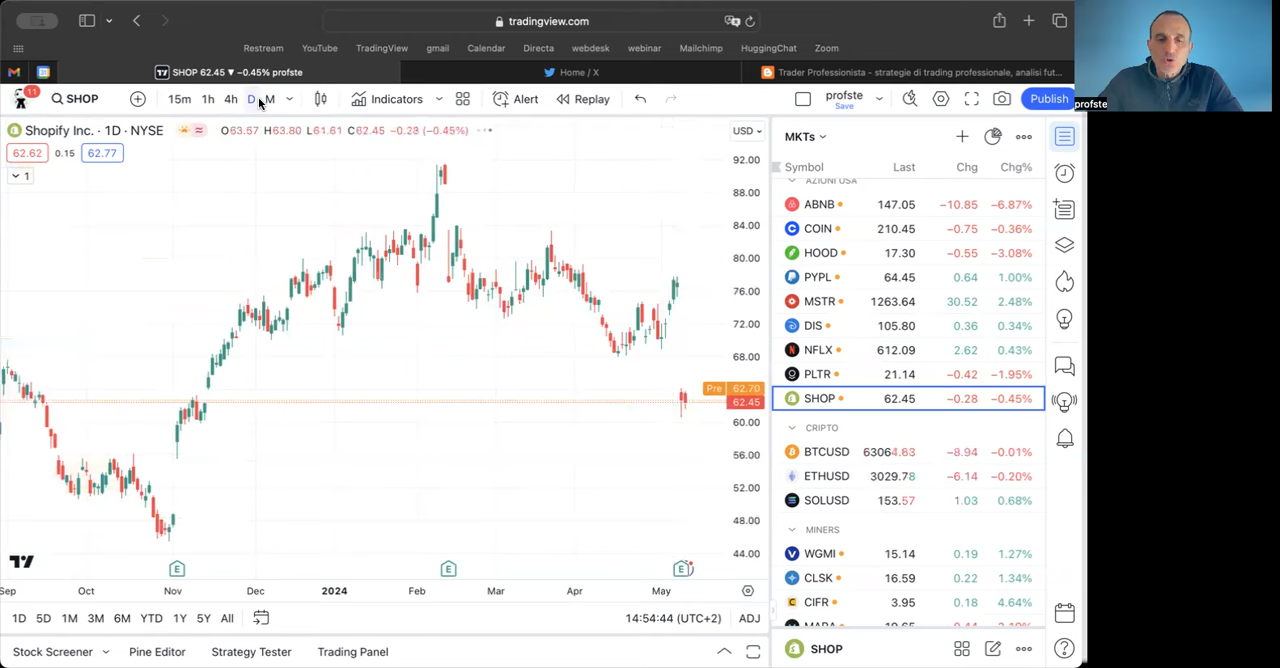 tradingview.com
Restream YouTube TradingView gmail Calendar Directa webdesk webinar Mailchimp HuggingChat Zoom
SHOP 62.45 ▼ −0.45% profste Home / X Trader Professionista - strategie di trading professionale, analisi fut...
11 SHOP 15m 1h 4h D M Indicators Alert Replay profste Save Publish
profste
Shopify Inc. · 1D · NYSE O63.57 H63.80 L61.61 C62.45 −0.28 (−0.45%) USD
62.62 0.15 62.77
1
92.00
88.00
84.00
80.00
76.00
72.00
68.00
Pre 62.70
62.45
60.00
56.00
52.00
48.00
44.00
E E E
Sep Oct Nov Dec 2024 Feb Mar Apr May
1D 5D 1M 3M 6M YTD 1Y 5Y All 14:54:44 (UTC+2) ADJ
Stock Screener Pine Editor Strategy Tester Trading Panel
MKTs
Symbol Last Chg Chg%
AZIONI USA
ABNB 147.05 −10.85 −6.87%
COIN 210.45 −0.75 −0.36%
HOOD 17.30 −0.55 −3.08%
PYPL 64.45 0.64 1.00%
MSTR 1263.64 30.52 2.48%
DIS 105.80 0.36 0.34%
NFLX 612.09 2.62 0.43%
PLTR 21.14 −0.42 −1.95%
SHOP 62.45 −0.28 −0.45%
CRIPTO
BTCUSD 63064.63 −8.94 −0.01%
ETHUSD 3029.78 −6.14 −0.20%
SOLUSD 153.57 1.03 0.68%
MINERS
WGMI 15.14 0.19 1.27%
CLSK 16.59 0.22 1.34%
CIFR 3.95 0.18 4.64%
MARA
SHOP